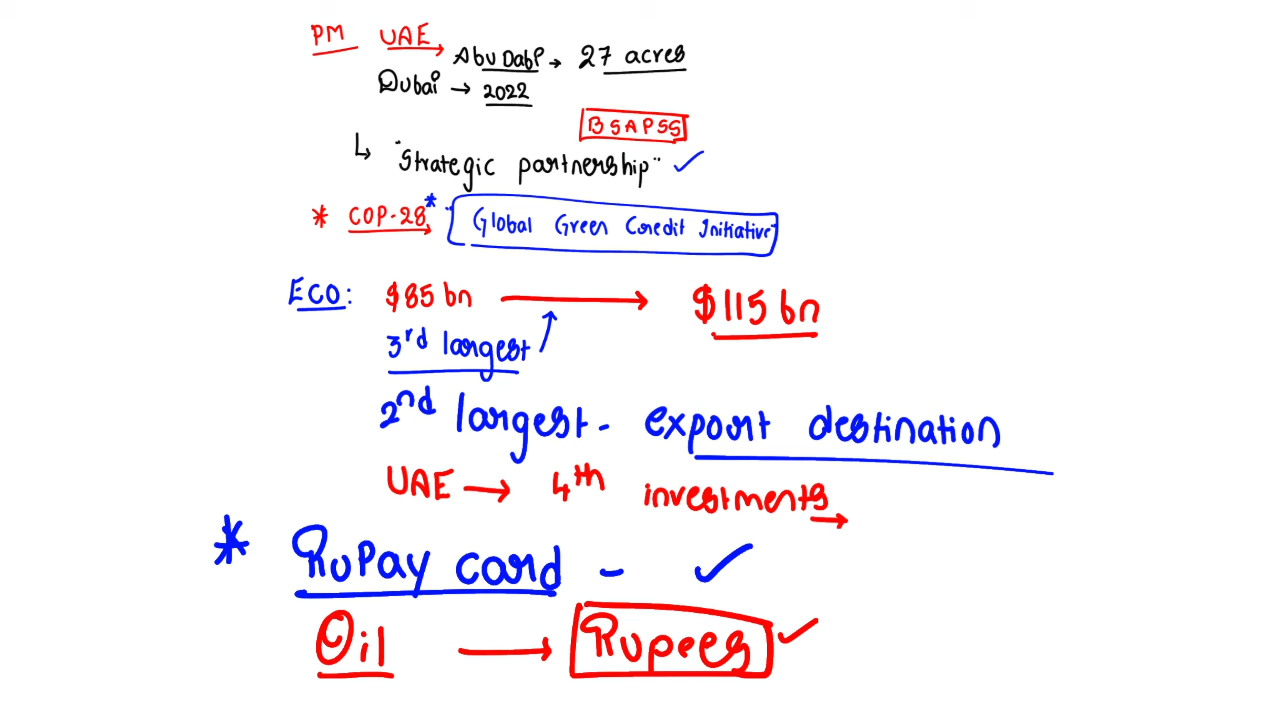 PM UAE → Abu Dabi → 27 acres
Dubai → 2022
BSAPSS
↳ "Strategic partnership" ✓
* COP-28 * "Global Green Credit Initiative"
ECO: $85 bn → $115 bn
3rd largest
2nd largest - export destination
UAE → 4th investments →
* RuPay card - ✓
Oil → Rupees ✓